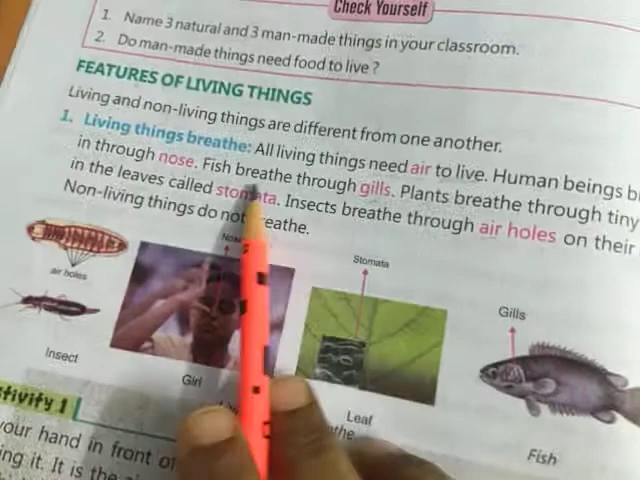 Check Yourself
1. Name 3 natural and 3 man-made things in your classroom.
2. Do man-made things need food to live ?
FEATURES OF LIVING THINGS
Living and non-living things are different from one another.
1. Living things breathe: All living things need air to live. Human beings
in through nose. Fish breathe through gills. Plants breathe through tiny
in the leaves called stomata. Insects breathe through air holes on their
Non-living things do not breathe.
air holes
Insect
Nose
Girl
Stomata
Leaf
Gills
Fish
your hand in front of
it. It is the